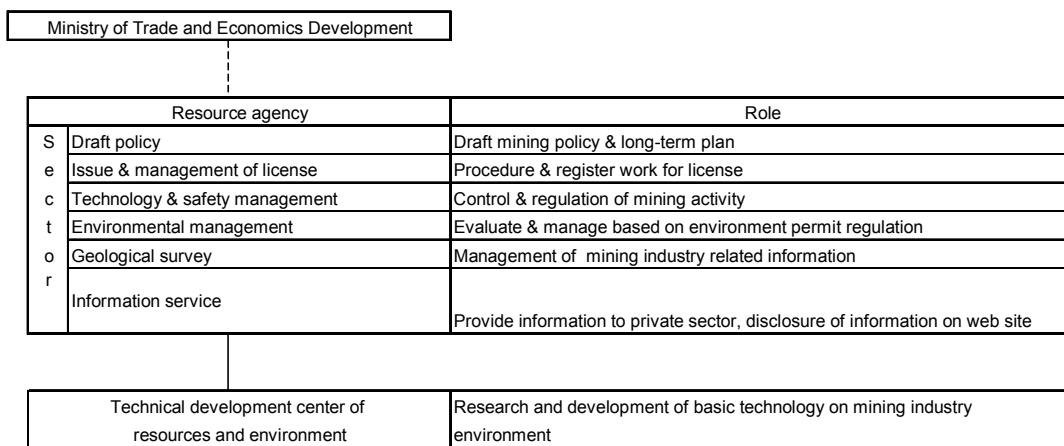 Ministry of Trade and Economics Development
Resource agency Role
S Draft policy Draft mining policy & long-term plan
e Issue & management of license Procedure & register work for license
c Technology & safety management Control & regulation of mining activity
t Environmental management Evaluate & manage based on environment permit regulation
o Geological survey Management of mining industry related information
r Information service Provide information to private sector, disclosure of information on web site
Technical development center of Research and development of basic technology on mining industry
resources and environment environment